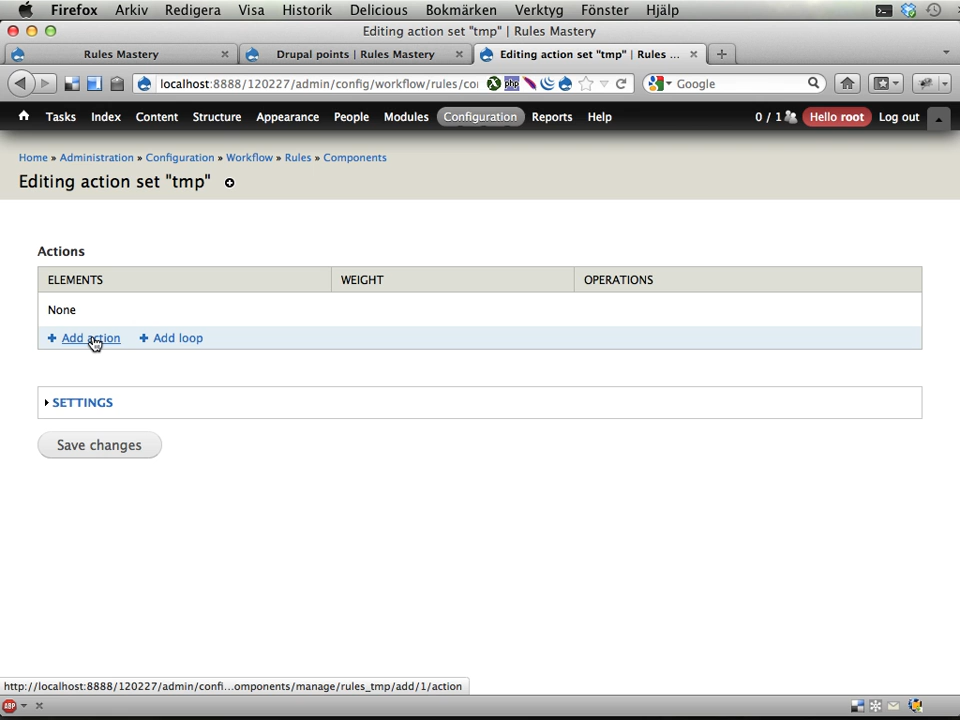 Firefox Arkiv Redigera Visa Historik Delicious Bokmärken Verktyg Fönster Hjälp
Editing action set "tmp" | Rules Mastery
Rules Mastery
Drupal points | Rules Mastery
Editing action set "tmp" | Rules ...
localhost:8888/120227/admin/config/workflow/rules/co
php
Google
Tasks Index Content Structure Appearance People Modules Configuration Reports Help
0 / 1 Hello root Log out
Home » Administration » Configuration » Workflow » Rules » Components
Editing action set "tmp"
Actions
ELEMENTS WEIGHT OPERATIONS
None
Add action Add loop
SETTINGS
Save changes
http://localhost:8888/120227/admin/confi...omponents/manage/rules_tmp/add/1/action
ABP